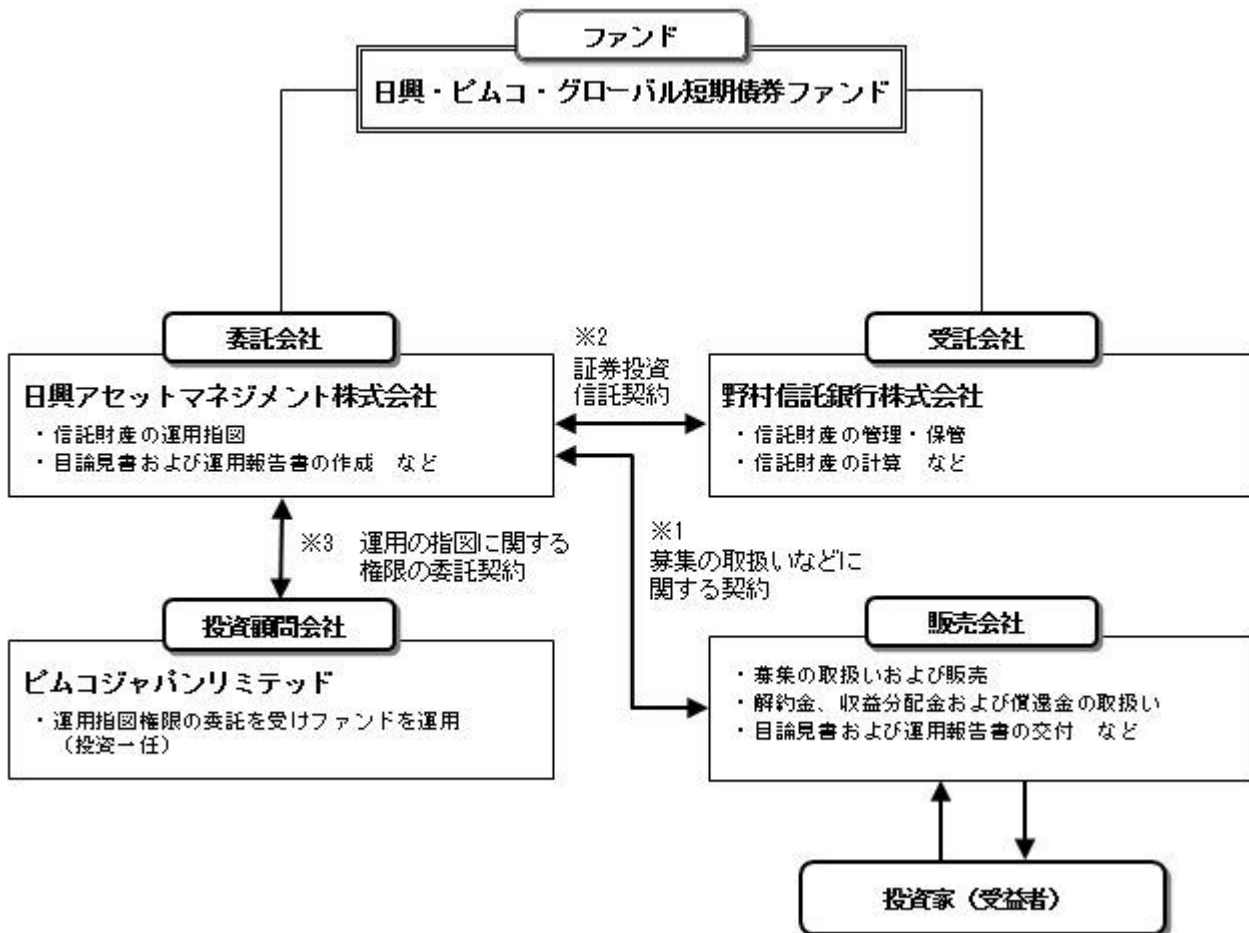 ファンド
日興・ピムコ・グローバル短期債券ファンド
委託会社
日興アセットマネジメント株式会社
・信託財産の運用指図
・目論見書および運用報告書の作成　など
※2
証券投資
信託契約
受託会社
野村信託銀行株式会社
・信託財産の管理・保管
・信託財産の計算　など
※3　運用の指図に関する
権限の委託契約
※1
募集の取扱いなどに
関する契約
投資顧問会社
ピムコジャパンリミテッド
・運用指図権限の委託を受けファンドを運用
（投資一任）
販売会社
・募集の取扱いおよび販売
・解約金、収益分配金および償還金の取扱い
・目論見書および運用報告書の交付　など
投資家（受益者）